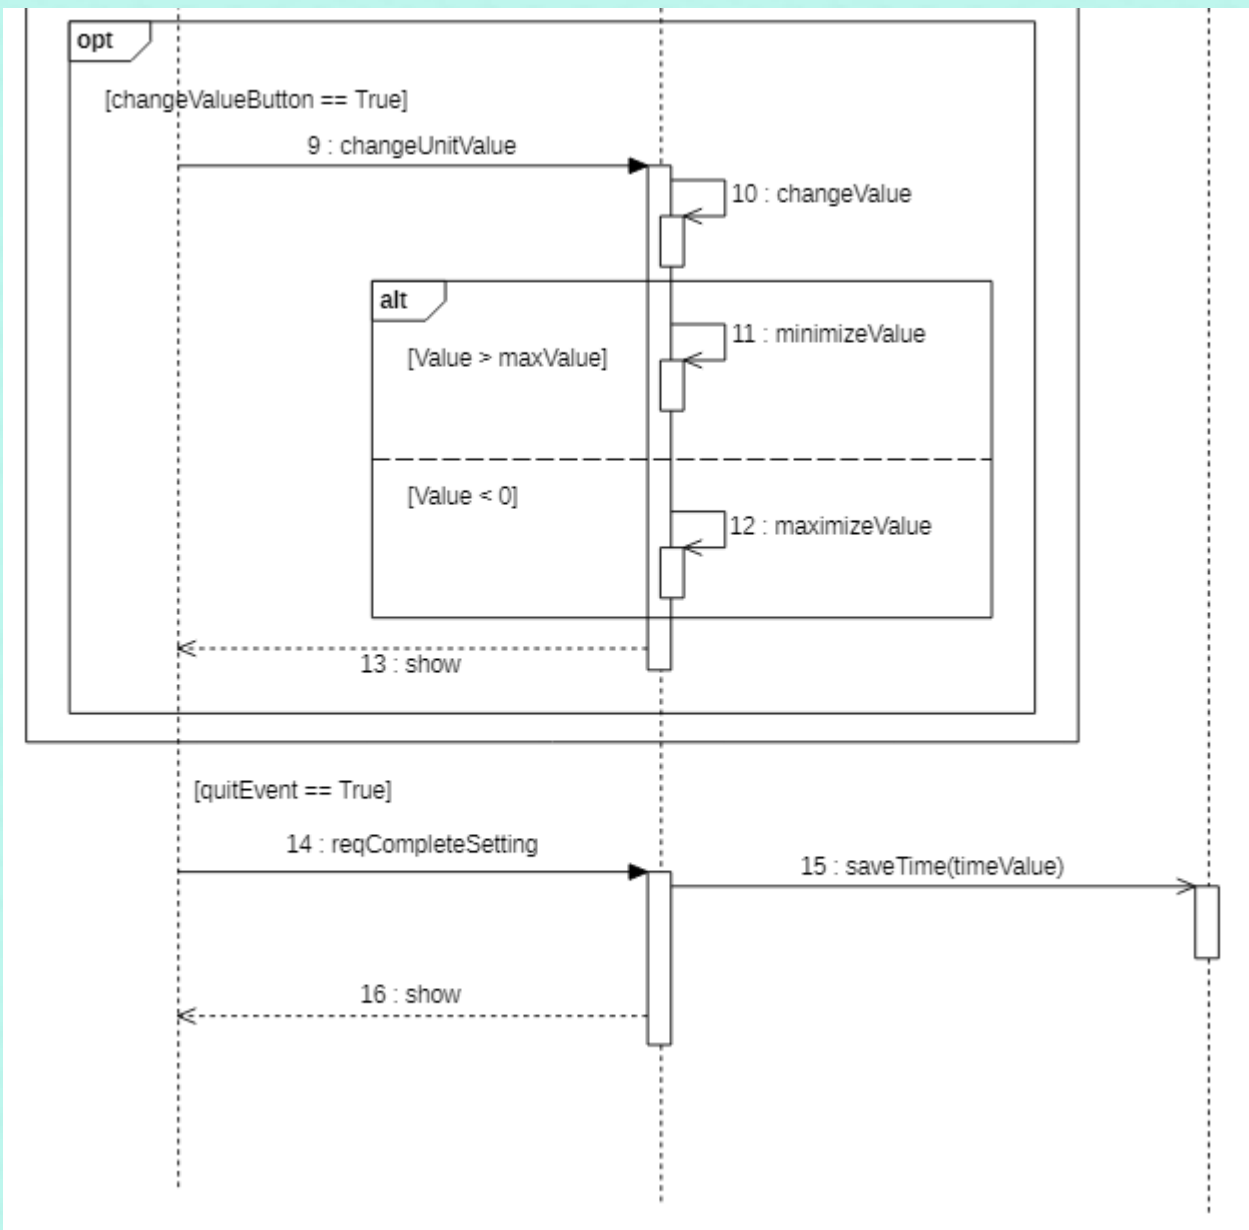 opt
[changeValueButton == True]
9 : changeUnitValue
10 : changeValue
alt
11 : minimizeValue
[Value > maxValue]
[Value < 0]
12 : maximizeValue
13 : show
[quitEvent == True]
14 : reqCompleteSetting
15 : saveTime(timeValue)
16 : show